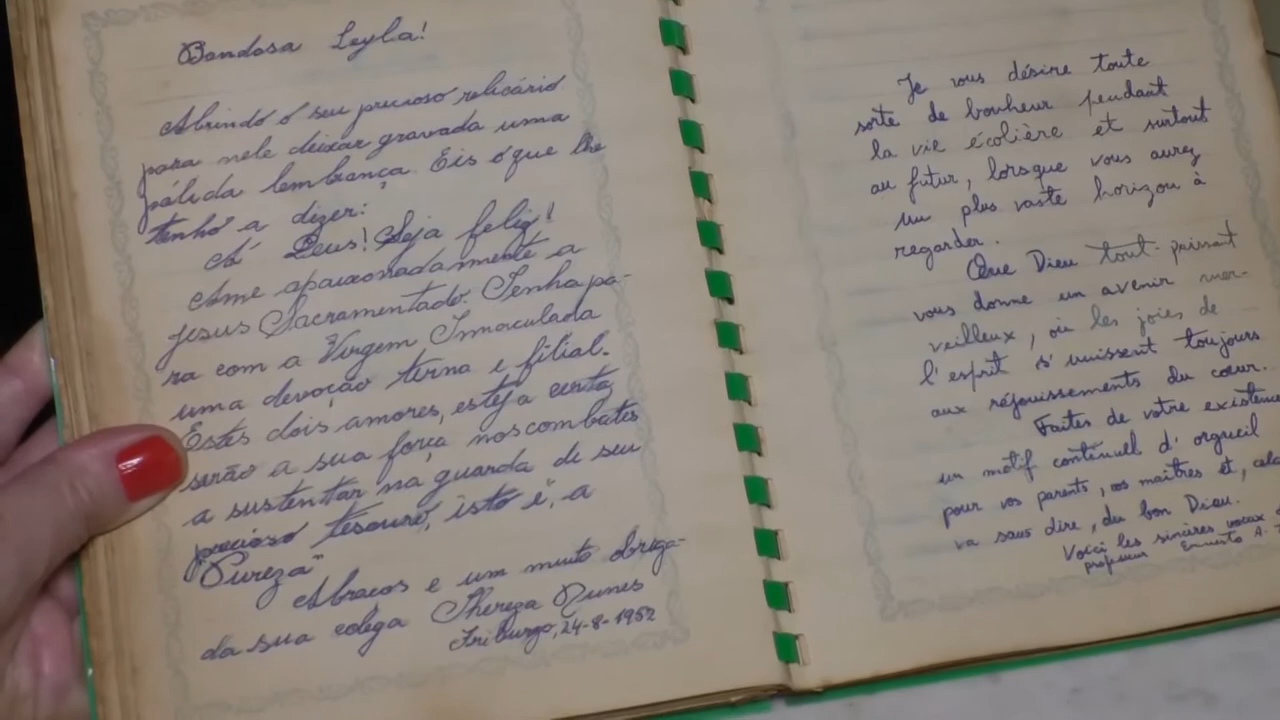 Bondosa Leyla!
Abrindo o seu precioso relicário
para nele deixar gravada uma
pálida lembrança. Eis o que lhe
tenho a dizer:
A Deus! Seja feliz!
Ame apaixonadamente a
Jesus Sacramentado. Tenha pa-
ra com a Virgem Imaculada
uma devoção terna e filial.
Estes dois amores, esteja certa,
serão a sua força nos combates
a sustentar na guarda de seu
precioso tesouro, isto é, a
"Pureza"
Abraços e um muito obriga-
da sua colega Thereza Nunes
Friburgo, 24-8-1952
Je vous désire toute
sorte de bonheur pendant
la vie écolière et surtout
au futur, lorsque vous aurez
un plus vaste horizon à
regarder.
Que Dieu tout-puissant
vous donne un avenir mer-
veilleux, où les joies de
l'esprit s'unissent toujours
aux réjouissements du cœur.
Faites de votre existence
un motif contenuel d'orgueil
pour vos parents, vos maîtres et, cela
va sans dire, du bon Dieu.
Voici les sincères voeux
professeur Ernesto A.